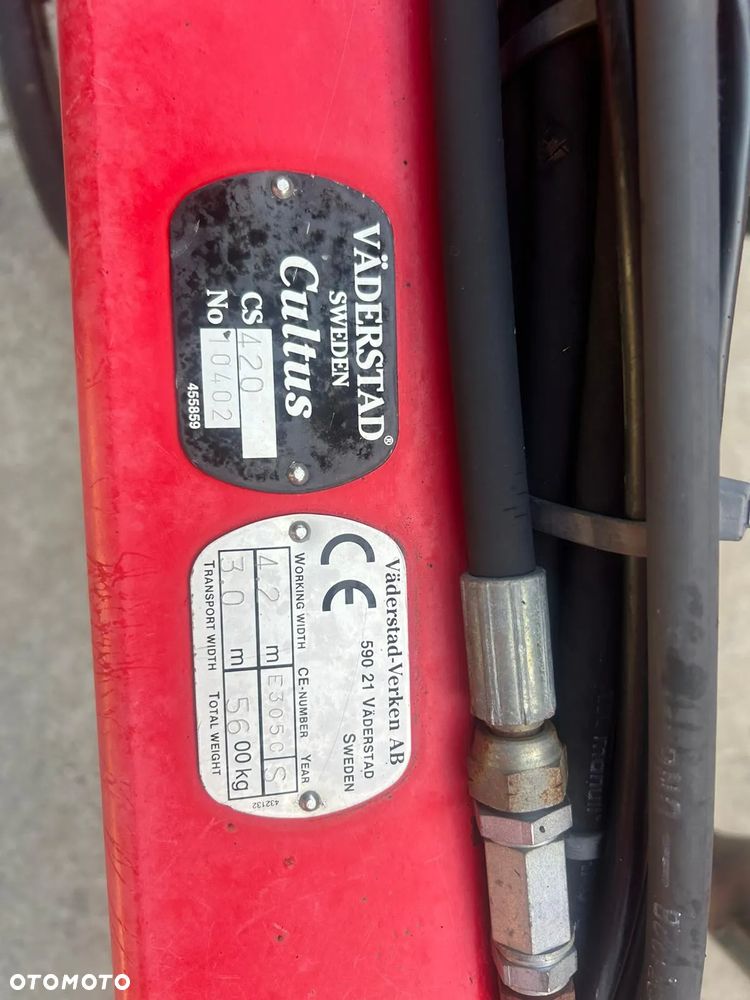 VÄDERSTAD®
SWEDEN
Cultus
CS 420
No 10402
455859
Väderstad-Verken AB
590 21 VÄDERSTAD
SWEDEN
CE
WORKING WIDTH CE-NUMBER YEAR
4.2 m E305C S
3.0 m 5600 kg
TRANSPORT WIDTH TOTAL WEIGHT
432132
OTOMOTO